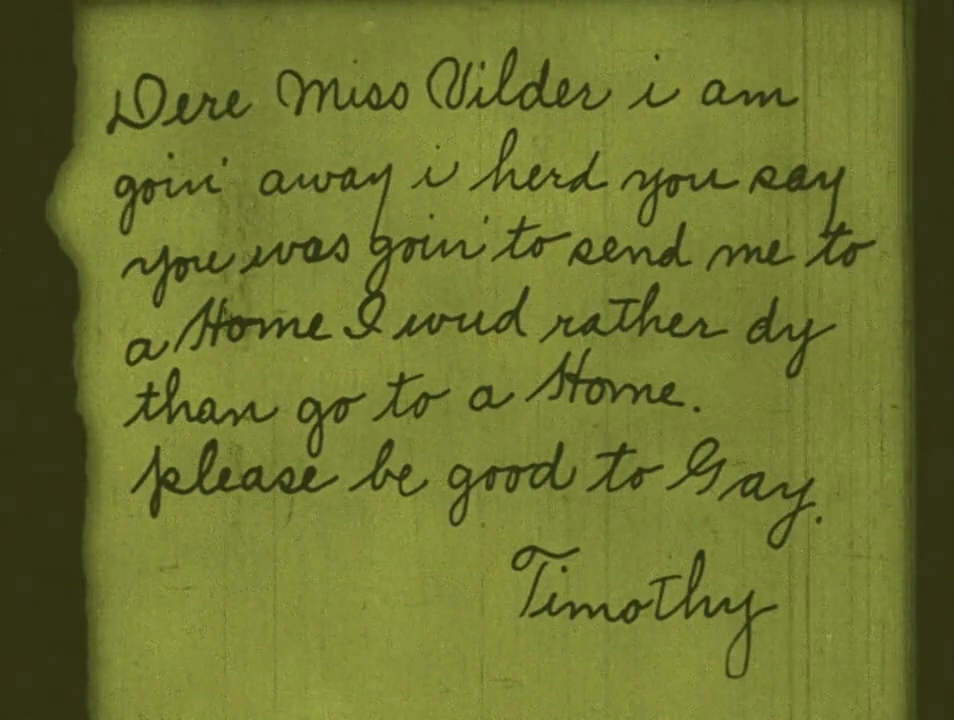 Dere Miss Vilder i am
goin' away i herd you say
you was goin' to send me to
a Home I wud rather dy
than go to a Home.
please be good to Gay.
Timothy